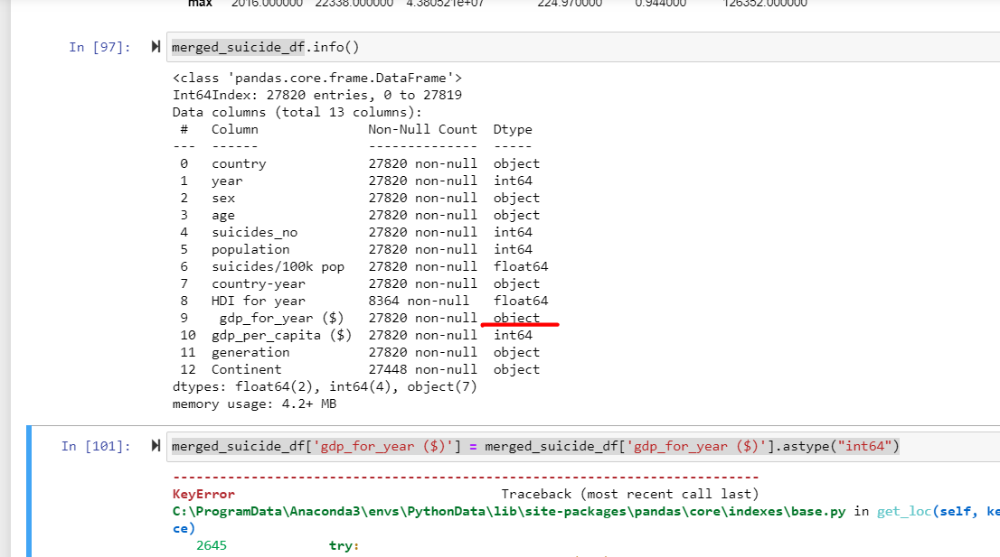 max 2016.000000 22338.000000 4.380521e+07 224.970000 0.944000 126352.000000
In [97]: merged_suicide_df.info()
<class 'pandas.core.frame.DataFrame'>
Int64Index: 27820 entries, 0 to 27819
Data columns (total 13 columns):
 #   Column              Non-Null Count  Dtype
---  ------              --------------  -----
 0   country             27820 non-null  object
 1   year                27820 non-null  int64
 2   sex                 27820 non-null  object
 3   age                 27820 non-null  object
 4   suicides_no         27820 non-null  int64
 5   population          27820 non-null  int64
 6   suicides/100k pop   27820 non-null  float64
 7   country-year        27820 non-null  object
 8   HDI for year        8364 non-null   float64
 9    gdp_for_year ($)   27820 non-null  object
 10  gdp_per_capita ($)  27820 non-null  int64
 11  generation          27820 non-null  object
 12  Continent           27448 non-null  object
dtypes: float64(2), int64(4), object(7)
memory usage: 4.2+ MB
In [101]: merged_suicide_df['gdp_for_year ($)'] = merged_suicide_df['gdp_for_year ($)'].astype("int64")
---------------------------------------------------------------------------
KeyError                                  Traceback (most recent call last)
C:\ProgramData\Anaconda3\envs\PythonData\lib\site-packages\pandas\core\indexes\base.py in get_loc(self, ke
ce)
   2645             try: